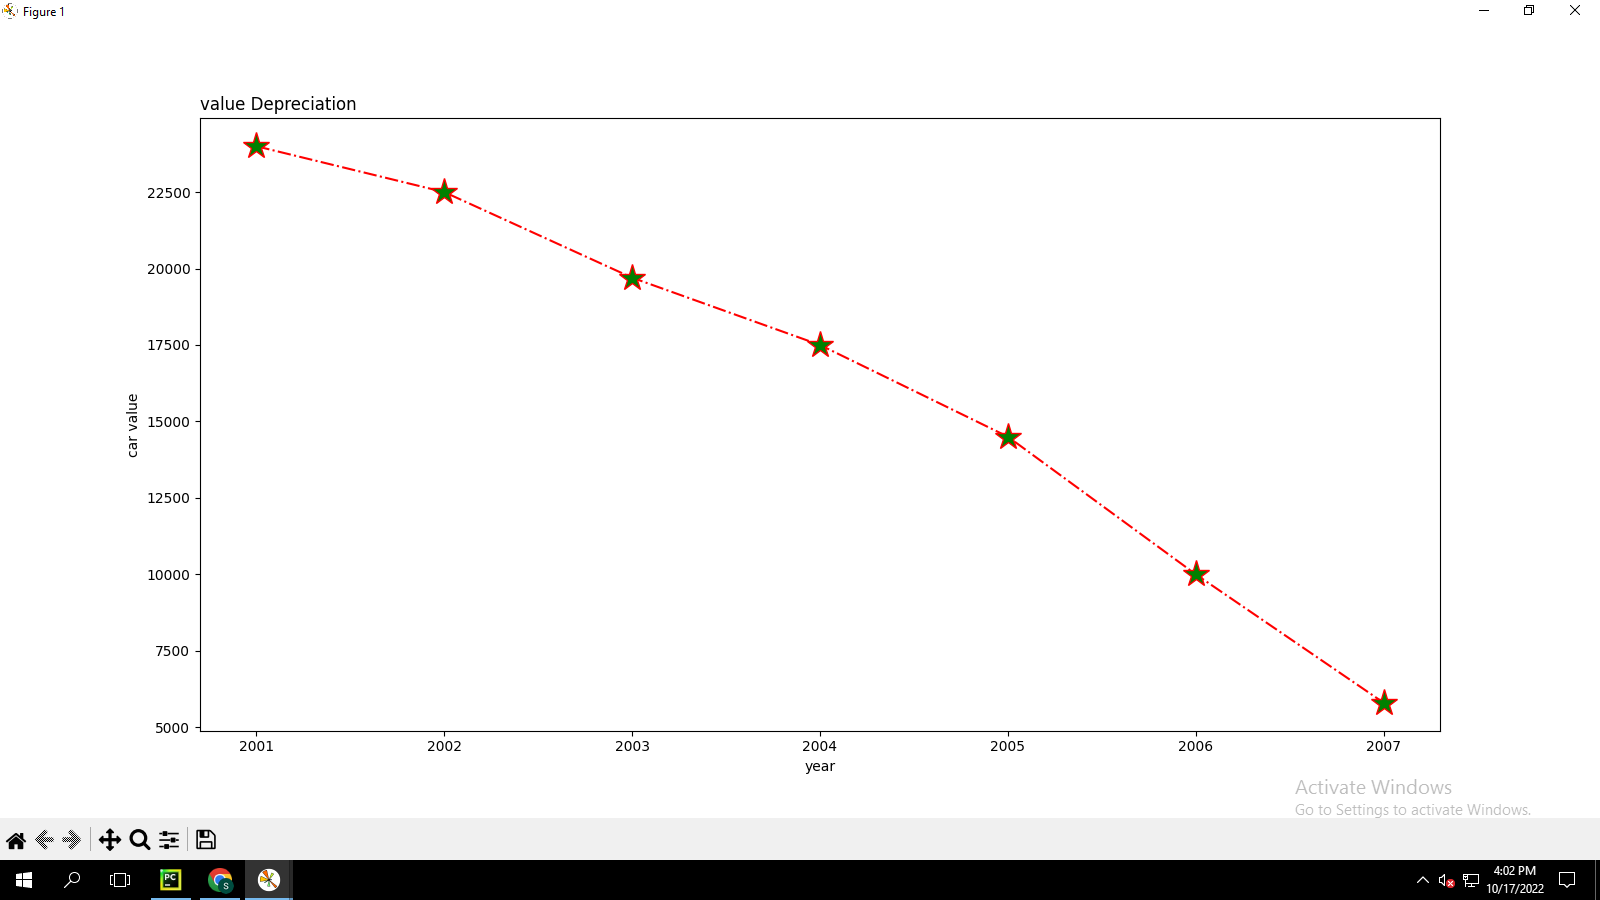 Figure 1
value Depreciation
22500
20000
17500
15000
12500
10000
7500
5000
car value
2001 2002 2003 2004 2005 2006 2007
year
Activate Windows
Go to Settings to activate Windows.
PC
S
4:02 PM
10/17/2022